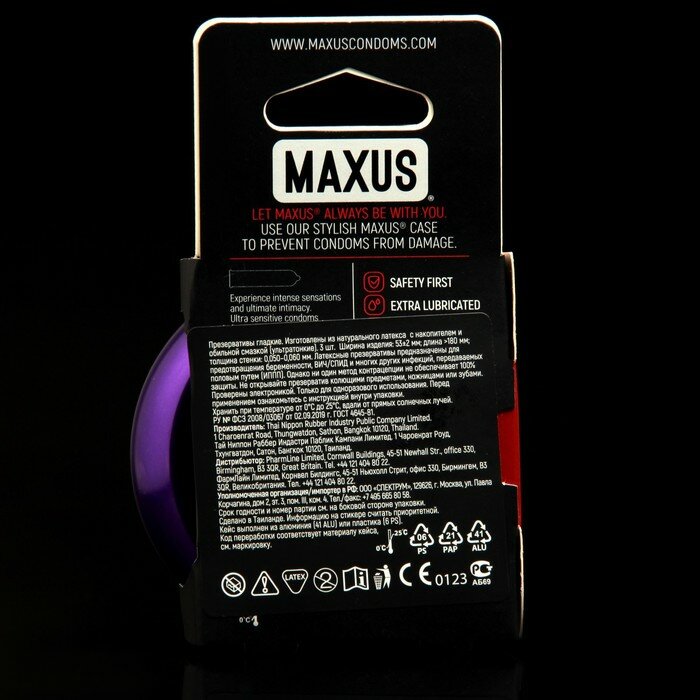 WWW.MAXUSCONDOMS.COM
MAXUS®
LET MAXUS® ALWAYS BE WITH YOU.
USE OUR STYLISH MAXUS® CASE
TO PREVENT CONDOMS FROM DAMAGE.
Experience intense sensations
and ultimate intimacy.
Ultra sensitive condoms
SAFETY FIRST
EXTRA LUBRICATED
Презервативы гладкие. Изготовлены из натурального латекса с накопителем и
обильной смазкой (ультратонкие). 3 шт. Ширина изделия: 53±2 мм; длина >180 мм;
толщина стенки: 0,050-0,060 мм. Латексные презервативы предназначены для
предотвращения беременности, ВИЧ/СПИД и многих других инфекций, передаваемых
половым путем (ИППП). Однако ни один метод контрацепции не обеспечивает 100%
защиты. Не открывайте презерватив колющими предметами, ножницами или зубами.
Проверены электроникой. Только для одноразового использования. Перед
применением ознакомьтесь с инструкцией внутри упаковки.
Хранить при температуре от 0°С до 25°С, вдали от прямых солнечных лучей.
РУ № ФСЗ 2008/03067 от 02.09.2019 г. ГОСТ 4645-81.
Производитель: Thai Nippon Rubber Industry Public Company Limited.
1 Charoenrat Road, Thungwatdon, Sathon, Bangkok 10120, Thailand.
Тай Ниппон Раббер Индастри Паблик Кампани Лимитед, 1 Чароенрат Роуд,
Тхунгватдон, Сатон, Бангкок 10120, Таиланд.
Дистрибьютор: PharmLine Limited, Cornwall Buildings, 45-51 Newhall Str., office 330,
Birmingham, B3 3QR, Great Britain. Tel. +44 121 404 80 22.
ФармЛайн Лимитед, Корнвел Билдингс, 45-51 Ньюхолл Стрит, офис 330, Бирмингем, B3
3QR, Великобритания. Tel. +44 121 404 80 22.
Уполномоченная организация/импортер в РФ: ООО «СПЕКТРУМ», 129626, г. Москва, ул. Павла
Корчагина, дом 2, эт. 3, пом. III, ком. 4. Тел./факс: +7 495 665 80 58.
Срок годности и номер партии см. на боковой стороне упаковки.
Сделано в Таиланде. Информацию на стикере считать приоритетной.
Кейс выполнен из алюминия (41 ALU) или пластика (6 PS).
Код переработки соответствует материалу кейса,
см. маркировку.
0°C 25°C
06 PS
21 PAP
41 ALU
LATEX
2
CE 0123
АБ69
0°C